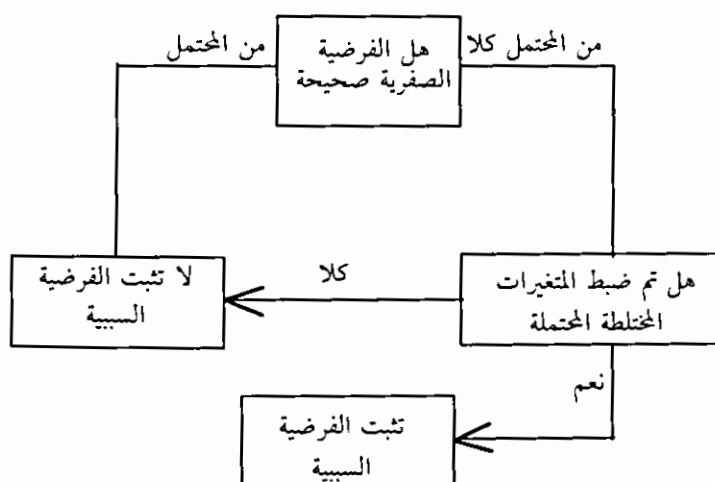 من المحتمل كلا
هل الفرضية
الصفرية صحيحة
من المحتمل
هل تم ضبط المتغيرات
المختلطة المحتملة
كلا
لا تثبت الفرضية
السببية
نعم
تثبت الفرضية
السببية